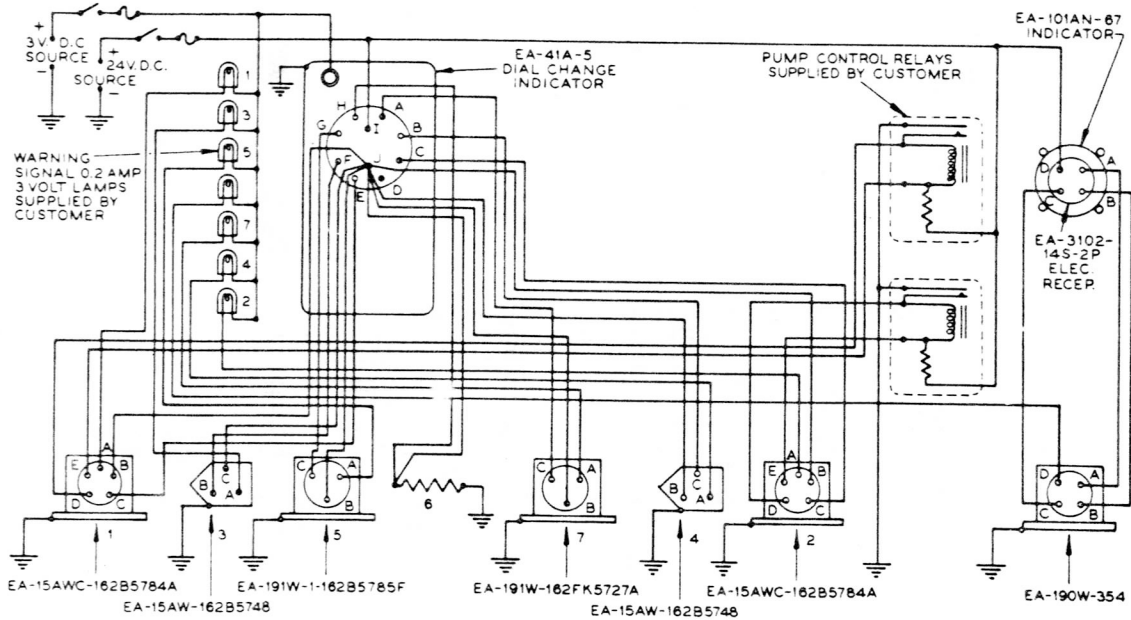 +
3V. D.C.
SOURCE
-
+
24V. D.C.
SOURCE
-
1
3
5
7
4
2
WARNING
SIGNAL 0.2 AMP
3 VOLT LAMPS
SUPPLIED BY
CUSTOMER
EA-41A-5
DIAL CHANGE
INDICATOR
H
A
I
G
B
F
J
C
E
D
PUMP CONTROL RELAYS
SUPPLIED BY CUSTOMER
EA-101AN-67
INDICATOR
D
A
C
B
EA-3102-
14S-2P
ELEC.
RECEP.
E
A
B
D
C
1
EA-15AWC-162B5784A
C
B
A
3
EA-15AW-162B5748
C
A
B
5
EA-191W-1-162B5785F
6
C
A
B
7
EA-191W-162FK5727A
C
B
A
4
EA-15AW-162B5748
E
A
B
D
C
2
EA-15AWC-162B5784A
D
A
C
B
EA-190W-354